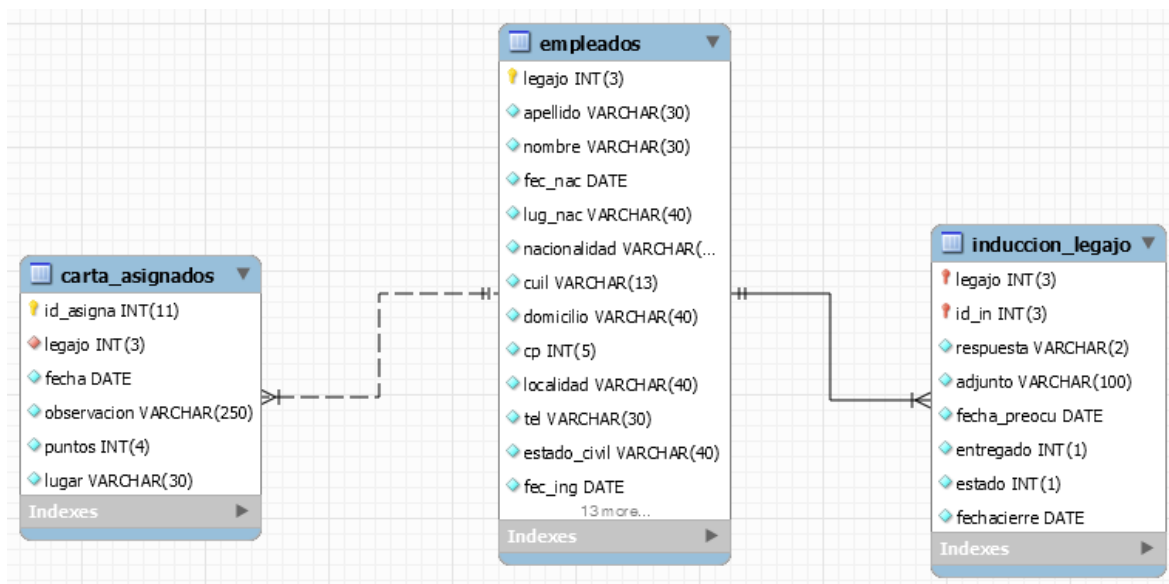 empleados
legajo INT(3)
apellido VARCHAR(30)
nombre VARCHAR(30)
fec_nac DATE
lug_nac VARCHAR(40)
nacionalidad VARCHAR(...
cuil VARCHAR(13)
domicilio VARCHAR(40)
cp INT(5)
localidad VARCHAR(40)
tel VARCHAR(30)
estado_civil VARCHAR(40)
fec_ing DATE
13 more...
Indexes
carta_asignados
id_asigna INT(11)
legajo INT(3)
fecha DATE
observacion VARCHAR(250)
puntos INT(4)
lugar VARCHAR(30)
Indexes
induccion_legajo
legajo INT(3)
id_in INT(3)
respuesta VARCHAR(2)
adjunto VARCHAR(100)
fecha_preocu DATE
entregado INT(1)
estado INT(1)
fechacierre DATE
Indexes